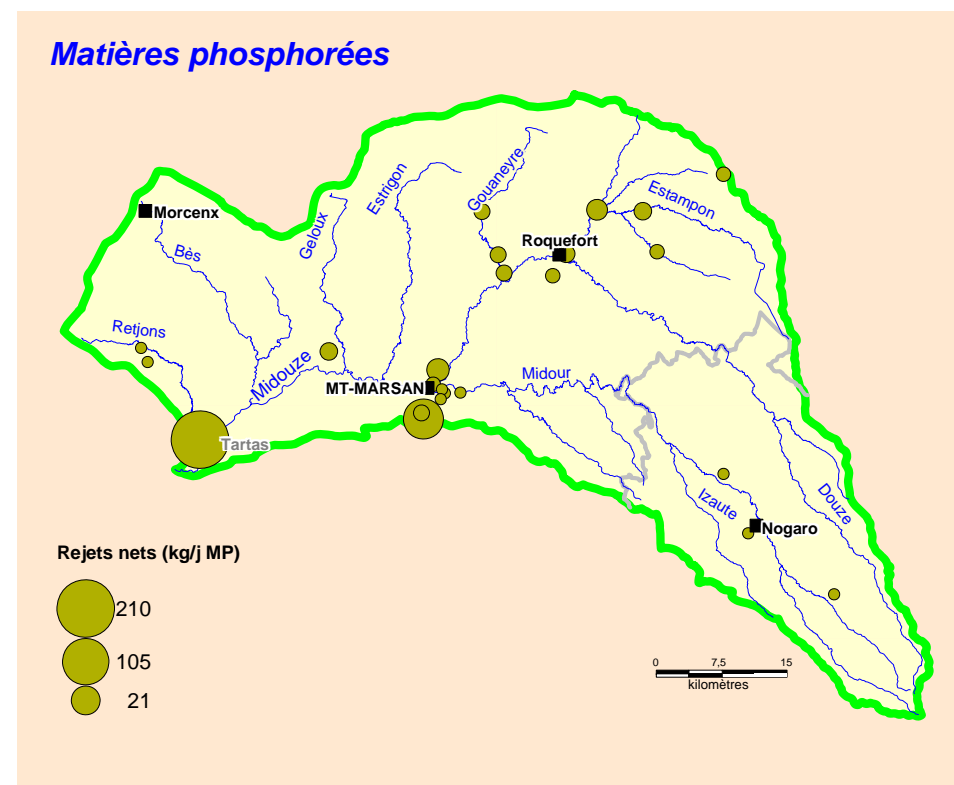 Matières phosphorées
Morcenx
Bès
Geloux
Estrigon
Gouaneyre
Estampon
Roquefort
Retjons
Midouze
MT-MARSAN
Midour
Tartas
Izaute
Douze
Nogaro
Rejets nets (kg/j MP)
210
105
21
0 7,5 15
kilomètres